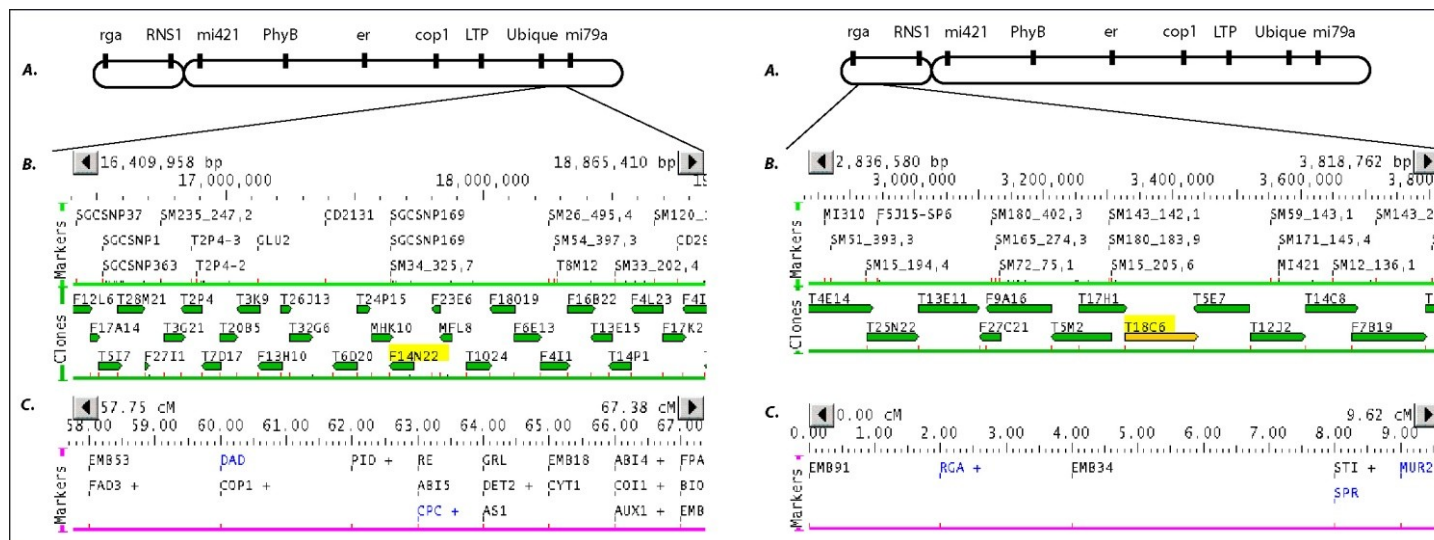 rga RNS1 mi421 PhyB er cop1 LTP Ubique mi79a
A.
B.
16,409,958 bp 18,865,410 bp
17,000,000 18,000,000 19
Markers
SGCSNP37 SM235_247,2 CD2131 SGCSNP169 SM26_495,4 SM120_
SGCSNP1 T2P4-3 GLU2 SGCSNP169 SM54_397,3 CD29
SGCSNP363 T2P4-2 SM34_325,7 T8M12 SM33_202,4
Clones
F12L6 T28M21 T2P4 T3K9 T26J13 T24P15 F23E6 F18O19 F16B22 F4L23 F4I
F17A14 T3G21 T20B5 T32G6 MHK10 MFL8 F6E13 T13E15 F17K2
T5I7 F27I1 T7D17 F13H10 T6D20 F14N22 T1O24 F4I1 T14P1
C.
57.75 cM 67.38 cM
58.00 59.00 60.00 61.00 62.00 63.00 64.00 65.00 66.00 67.00
Markers
EMB53 DAD PID + RE GRL EMB18 ABI4 + FPA
FAD3 + COP1 + ABI5 DET2 + CYT1 COI1 + BIO
CPC + AS1 AUX1 + EMB
rga RNS1 mi421 PhyB er cop1 LTP Ubique mi79a
A.
B.
2,836,580 bp 3,818,762 bp
3,000,000 3,200,000 3,400,000 3,600,000 3,80
Markers
MI310 F5J15-SP6 SM180_402,3 SM143_142,1 SM59_143,1 SM143_2
SM51_393,3 SM165_274,3 SM180_183,9 SM171_145,4
SM15_194,4 SM72_75,1 SM15_205,6 MI421 SM12_136,1
Clones
T4E14 T13E11 F9A16 T17H1 T5E7 T14C8
T25N22 F27C21 T5M2 T18C6 T12J2 F7B19
C.
0.00 cM 9.62 cM
0.00 1.00 2.00 3.00 4.00 5.00 6.00 7.00 8.00 9.00
Markers
EMB91 RGA + EMB34 STI + MUR2
SPR